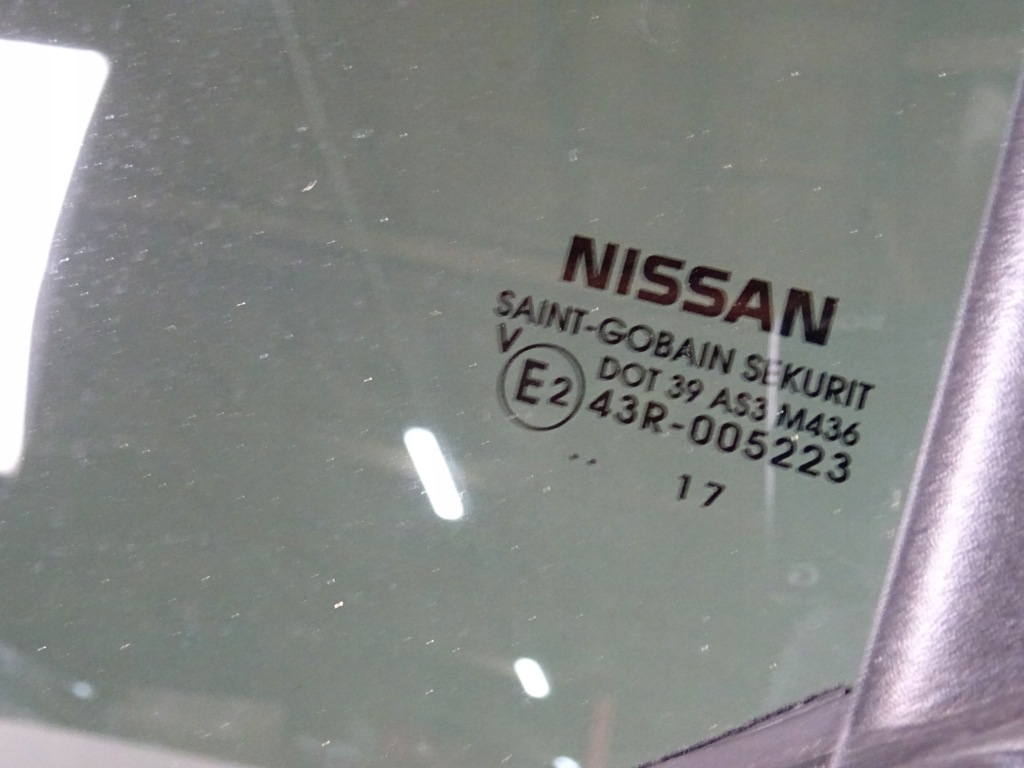 NISSAN
SAINT-GOBAIN SEKURIT
V
DOT 39 AS3 M436
E2 43R-005223
.. 17